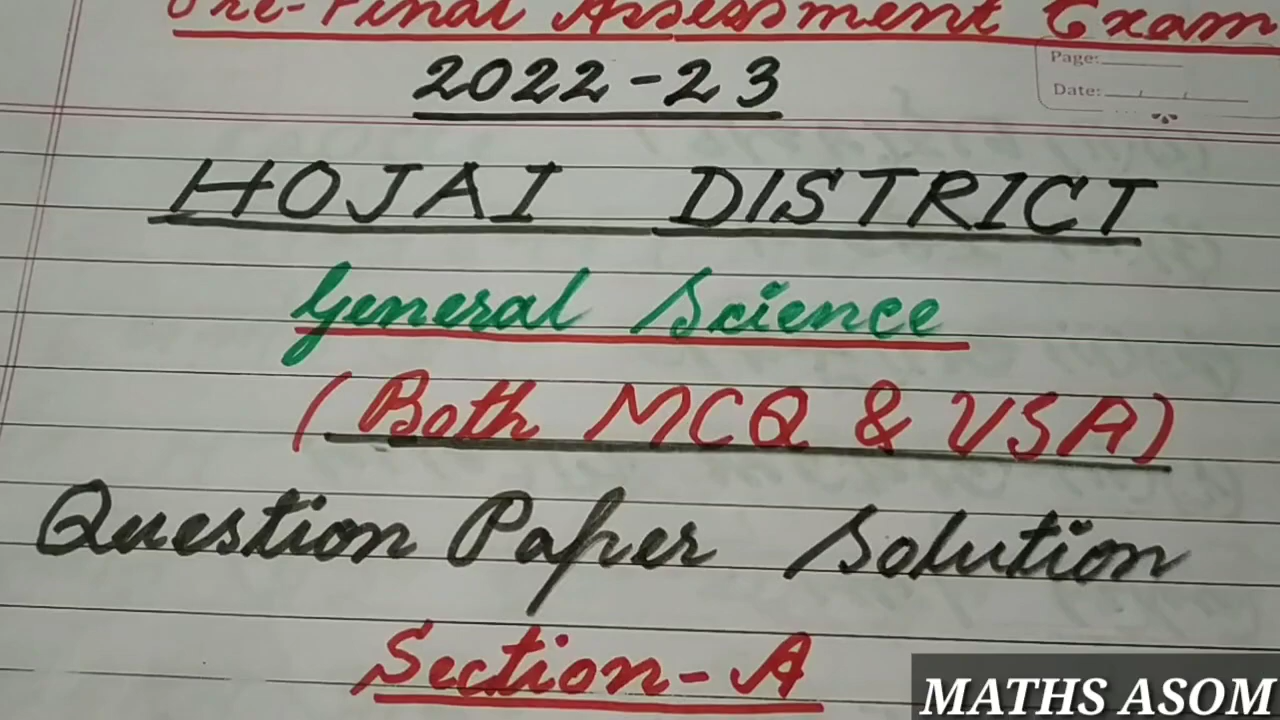 Pre-Final Assessment Exam
2022-23
Page:
Date:
HOJAI DISTRICT
General Science
(Both MCQ & VSA)
Question Paper Solution
Section-A
MATHS ASOM